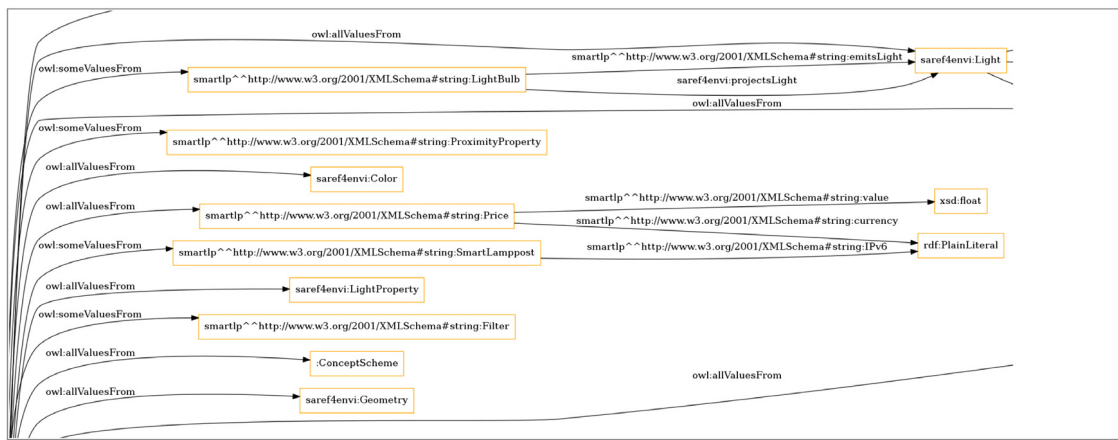 owl:allValuesFrom
smartlp^^http://www.w3.org/2001/XMLSchema#string:emitsLight
saref4envi:Light
owl:someValuesFrom
smartlp^^http://www.w3.org/2001/XMLSchema#string:LightBulb
saref4envi:projectsLight
owl:allValuesFrom
owl:someValuesFrom
smartlp^^http://www.w3.org/2001/XMLSchema#string:ProximityProperty
owl:allValuesFrom
saref4envi:Color
owl:allValuesFrom
smartlp^^http://www.w3.org/2001/XMLSchema#string:Price
smartlp^^http://www.w3.org/2001/XMLSchema#string:value
xsd:float
smartlp^^http://www.w3.org/2001/XMLSchema#string:currency
owl:someValuesFrom
smartlp^^http://www.w3.org/2001/XMLSchema#string:SmartLamppost
smartlp^^http://www.w3.org/2001/XMLSchema#string:IPv6
rdf:PlainLiteral
owl:allValuesFrom
saref4envi:LightProperty
owl:someValuesFrom
smartlp^^http://www.w3.org/2001/XMLSchema#string:Filter
owl:allValuesFrom
:ConceptScheme
owl:allValuesFrom
owl:allValuesFrom
saref4envi:Geometry